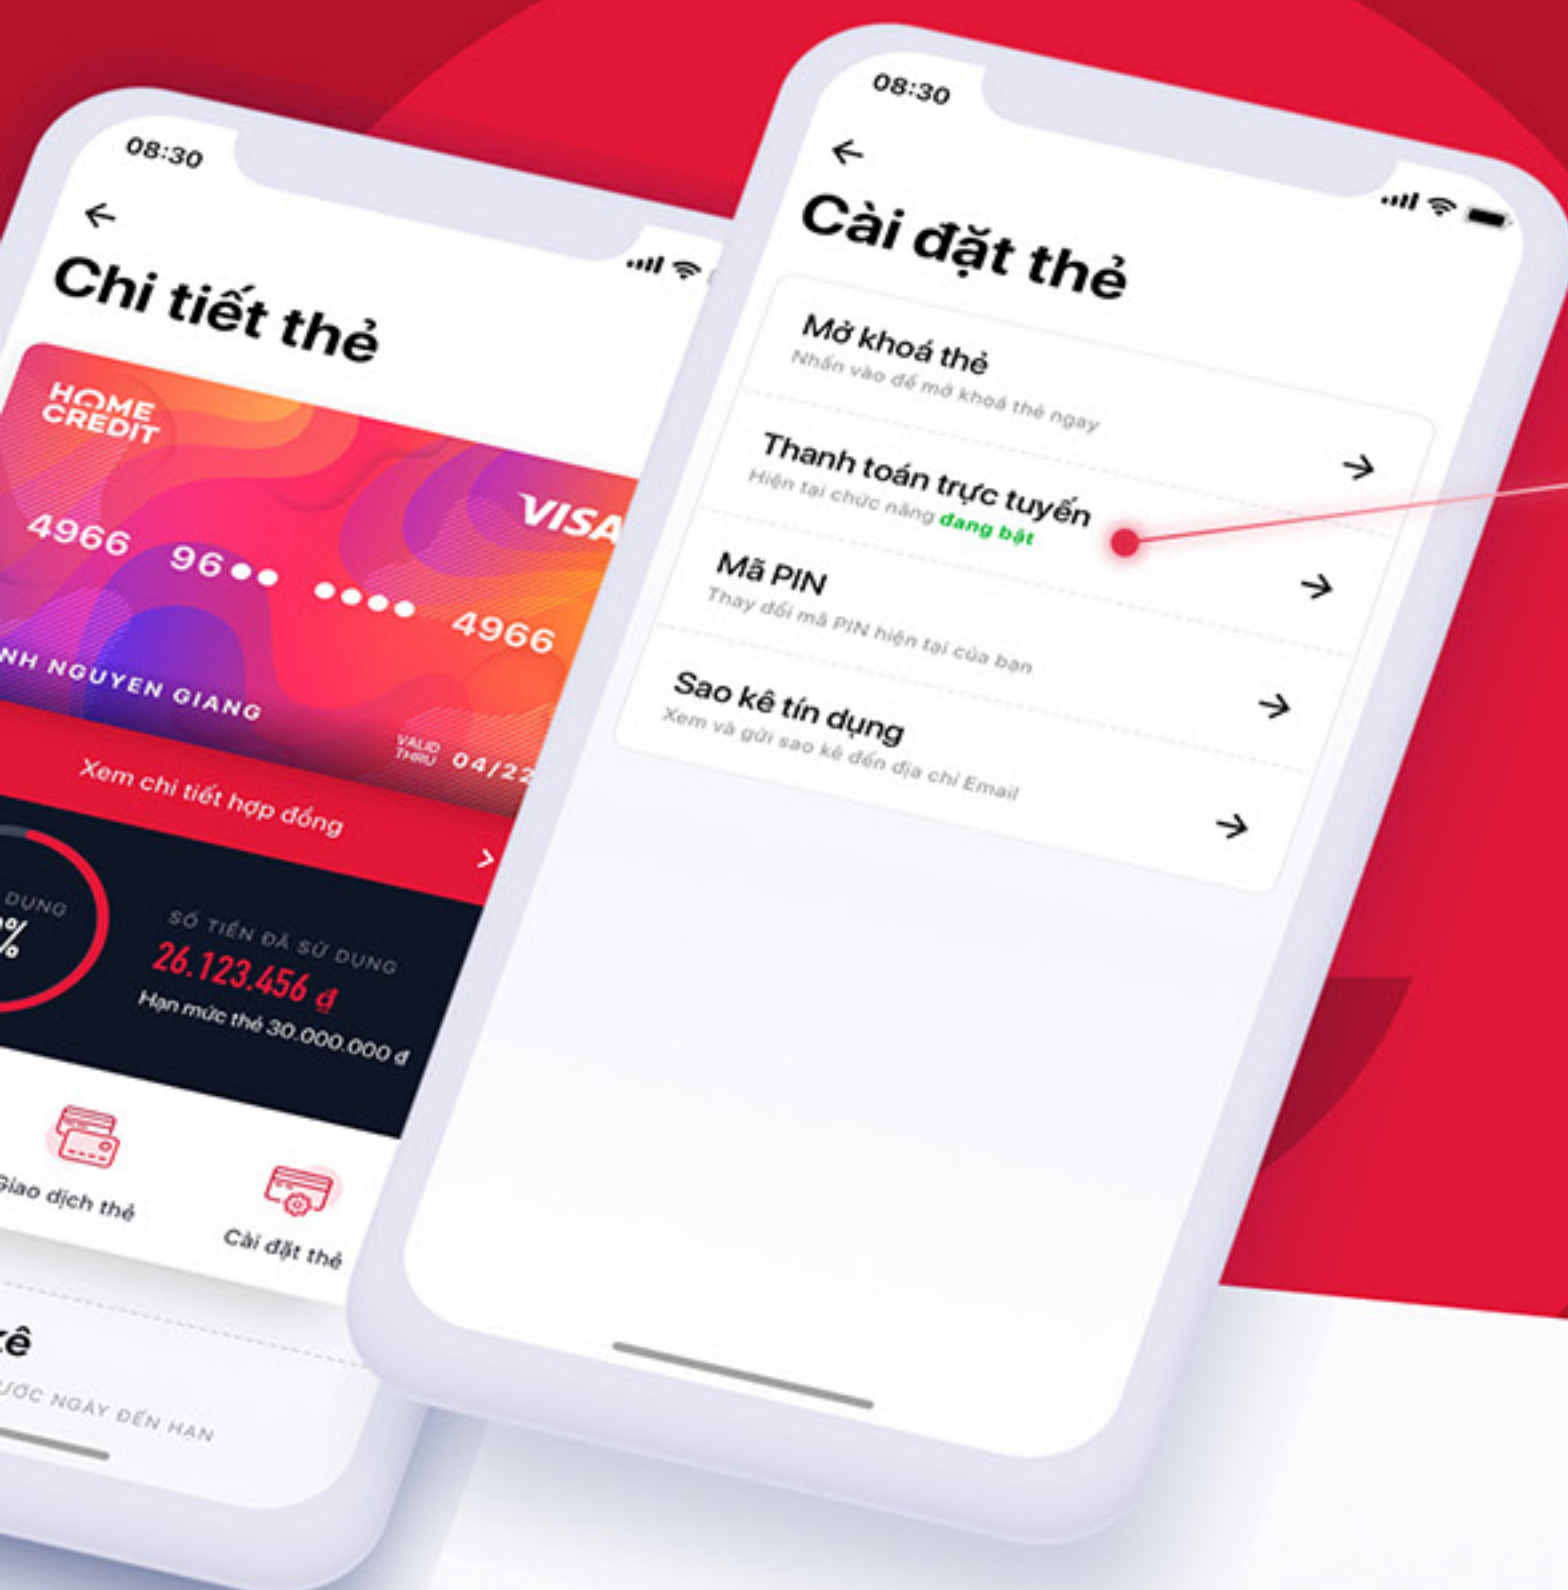 08:30
Chi tiết thẻ
HOME
CREDIT
VISA
4966 96●● ●●●● 4966
NH NGUYEN GIANG
VALID
THRU 04/22
Xem chi tiết hợp đồng
DỤNG
%
SỐ TIỀN ĐÃ SỬ DỤNG
26.123.456 đ
Hạn mức thẻ 30.000.000 đ
Giao dịch thẻ
Cài đặt thẻ
kê
ƯỚC NGÀY ĐẾN HẠN
08:30
Cài đặt thẻ
Mở khoá thẻ
Nhấn vào để mở khoá thẻ ngay
Thanh toán trực tuyến
Hiện tại chức năng đang bật
Mã PIN
Thay đổi mã PIN hiện tại của bạn
Sao kê tín dụng
Xem và gửi sao kê đến địa chỉ Email